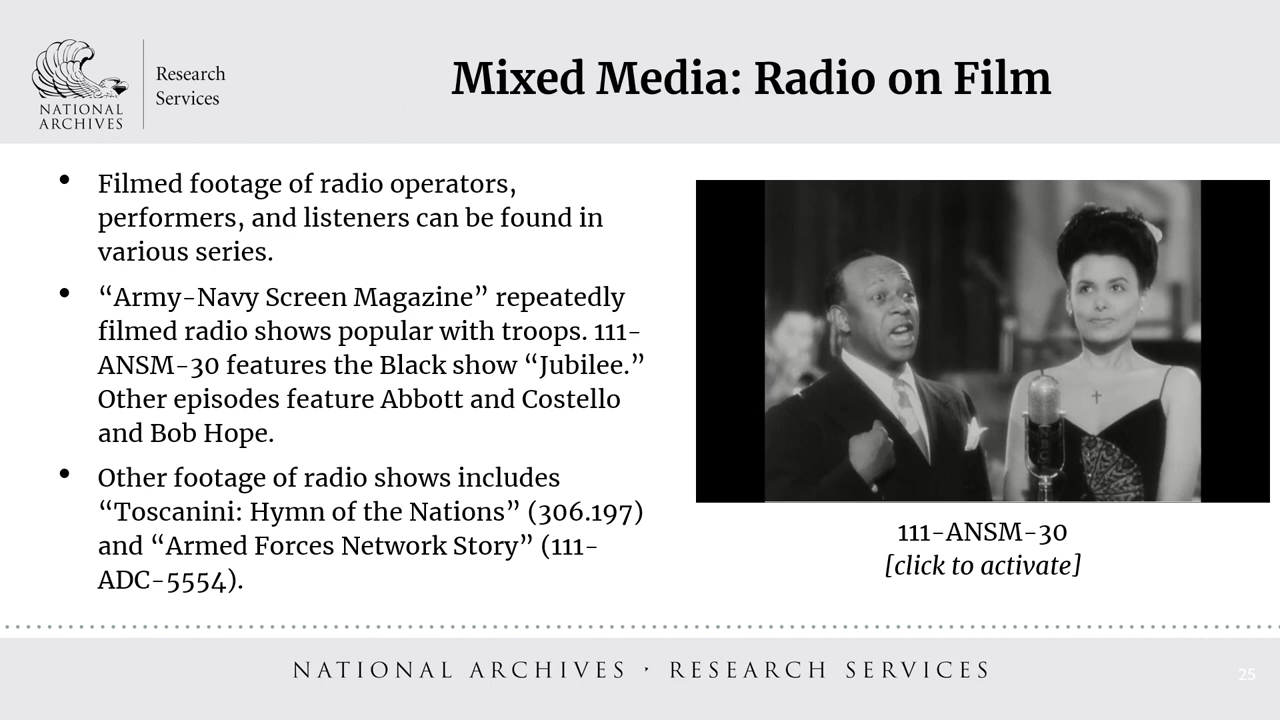 NATIONAL
ARCHIVES
Research
Services
Mixed Media: Radio on Film
• Filmed footage of radio operators,
performers, and listeners can be found in
various series.
• “Army-Navy Screen Magazine” repeatedly
filmed radio shows popular with troops. 111-
ANSM-30 features the Black show “Jubilee.”
Other episodes feature Abbott and Costello
and Bob Hope.
• Other footage of radio shows includes
“Toscanini: Hymn of the Nations” (306.197)
and “Armed Forces Network Story” (111-
ADC-5554).
111-ANSM-30
[click to activate]
NATIONAL ARCHIVES · RESEARCH SERVICES
25